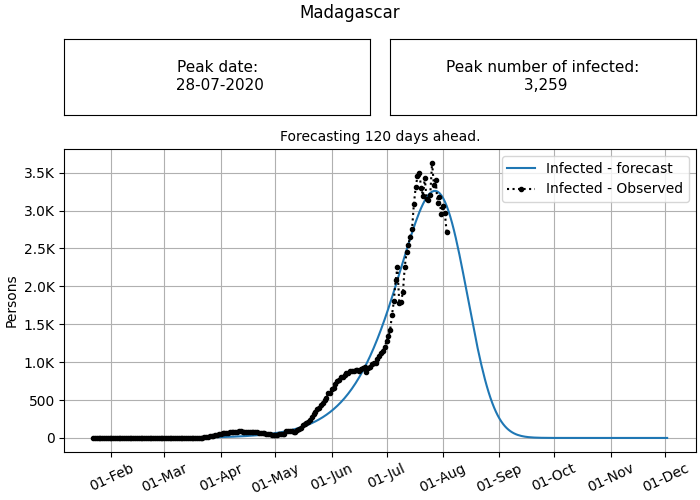 Madagascar
Peak date:
28-07-2020
Peak number of infected:
3,259
Forecasting 120 days ahead.
Infected - forecast
Infected - Observed
Persons
3.5K
3.0K
2.5K
2.0K
1.5K
1.0K
500
0
01-Feb
01-Mar
01-Apr
01-May
01-Jun
01-Jul
01-Aug
01-Sep
01-Oct
01-Nov
01-Dec